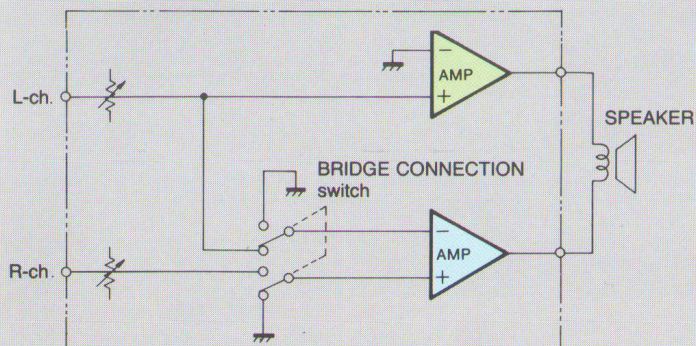 L-ch.
−
AMP
+
SPEAKER
BRIDGE CONNECTION
switch
R-ch.
−
AMP
+